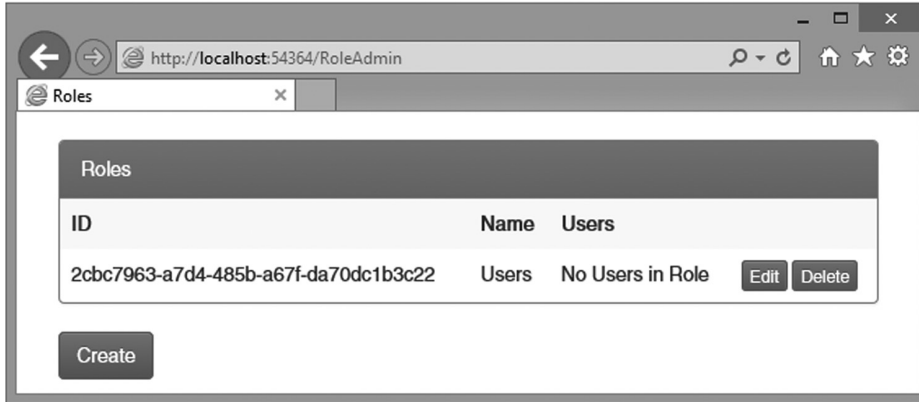 http://localhost:54364/RoleAdmin
Roles
Roles
ID Name Users
2cbc7963-a7d4-485b-a67f-da70dc1b3c22 Users No Users in Role Edit Delete
Create